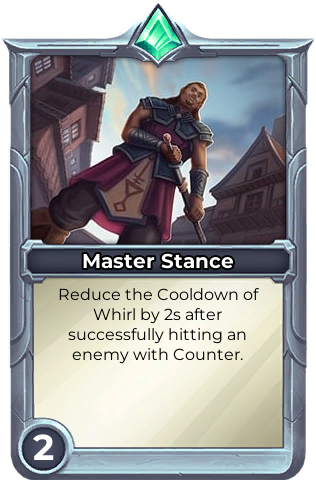 Master Stance
Reduce the Cooldown of
Whirl by 2s after
successfully hitting an
enemy with Counter.
2